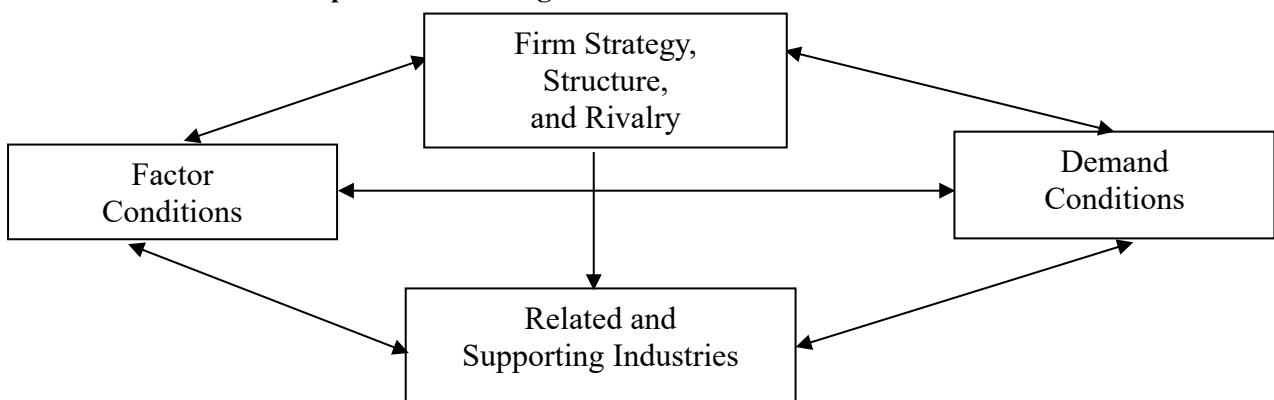 Firm Strategy,
Structure,
and Rivalry
Factor
Conditions
Demand
Conditions
Related and
Supporting Industries